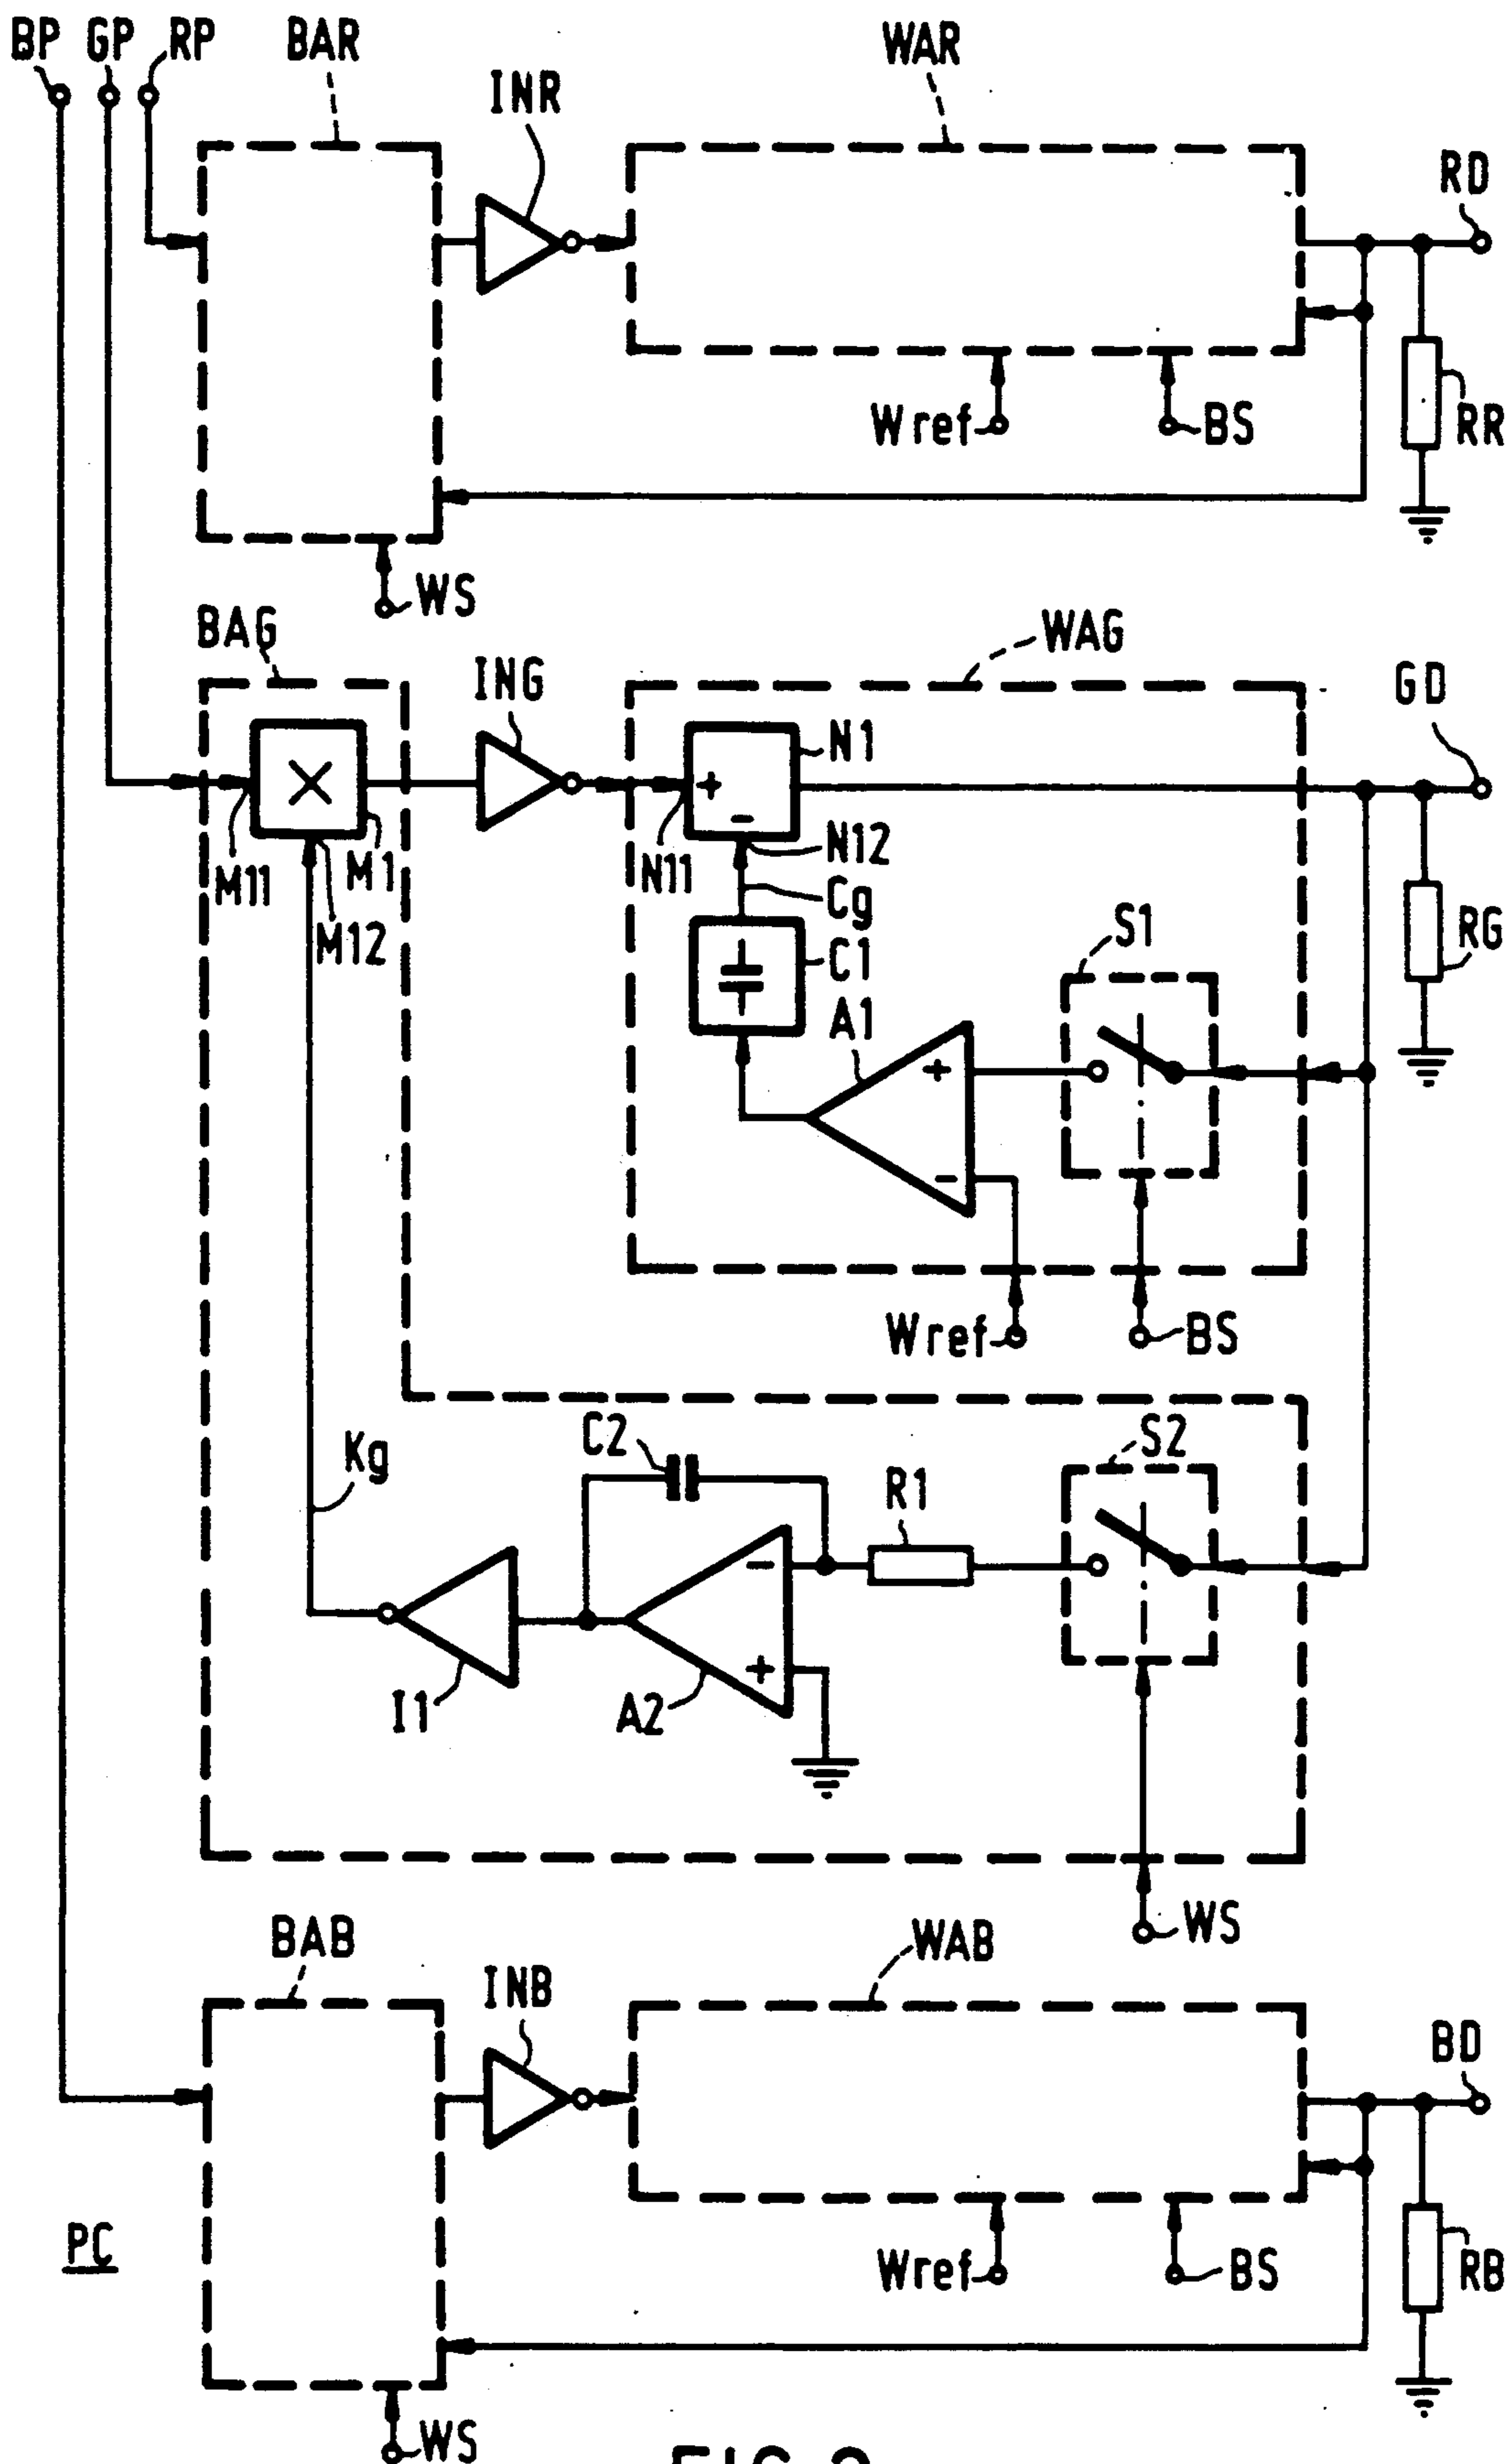 BP GP RP BAR WAR
INR
RD
Wref BS RR
WS
BAG WAG
ING GD
N1
+
-
N12
M11 M1 N11
Cg
M12 S1 RG
C1
A1
+
-
Wref BS
C2 S2
Kg R1
-
+
I1 A2
WS
BAB WAB
INB
BD
PC Wref BS RB
WS